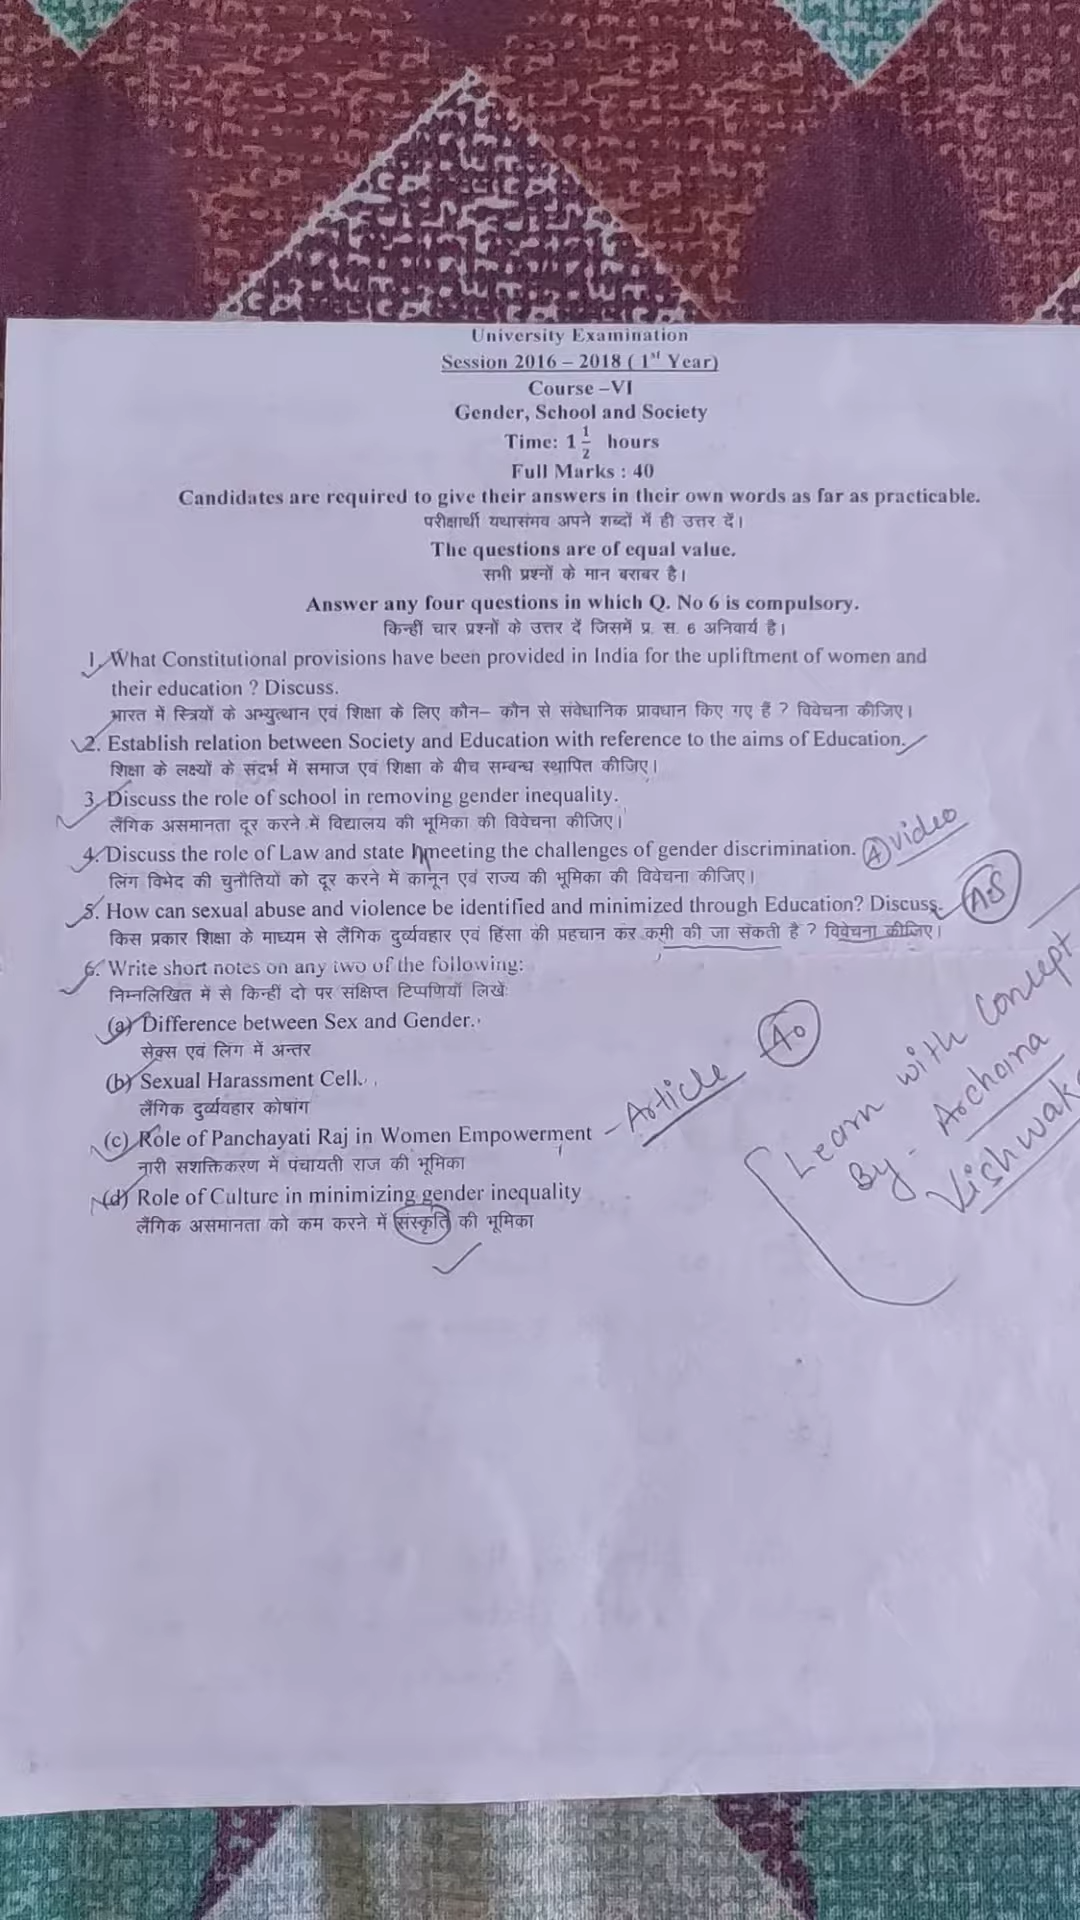 University Examination
Session 2016 – 2018 ( 1st Year)
Course –VI
Gender, School and Society
Time: 1 1/2 hours
Full Marks : 40
Candidates are required to give their answers in their own words as far as practicable.
परीक्षार्थी यथासंभव अपने शब्दों में ही उत्तर दें।
The questions are of equal value.
सभी प्रश्नों के मान बराबर है।
Answer any four questions in which Q. No 6 is compulsory.
किन्हीं चार प्रश्नों के उत्तर दें जिसमें प्र. स. 6 अनिवार्य है।
1. What Constitutional provisions have been provided in India for the upliftment of women and
their education ? Discuss.
भारत में स्त्रियों के अभ्युत्थान एवं शिक्षा के लिए कौन– कौन से संवेधानिक प्रावधान किए गए हैं ? विवेचना कीजिए।
2. Establish relation between Society and Education with reference to the aims of Education.
शिक्षा के लक्ष्यों के संदर्भ में समाज एवं शिक्षा के बीच सम्बन्ध स्थापित कीजिए।
3. Discuss the role of school in removing gender inequality.
लैंगिक असमानता दूर करने में विद्यालय की भूमिका की विवेचना कीजिए।
4. Discuss the role of Law and state in meeting the challenges of gender discrimination. A video
लिंग विभेद की चुनौतियों को दूर करने में कानून एवं राज्य की भूमिका की विवेचना कीजिए।
5. How can sexual abuse and violence be identified and minimized through Education? Discuss. AS
किस प्रकार शिक्षा के माध्यम से लैंगिक दुर्व्यवहार एवं हिंसा की प्रहचान कर कमी की जा संकती है ? विवेचना कीजिए।
6. Write short notes on any two of the following:
निम्नलिखित में से किन्हीं दो पर संक्षिप्त टिप्पणियाँ लिखें:
(a) Difference between Sex and Gender.
सेक्स एवं लिंग में अन्तर
(b) Sexual Harassment Cell.
लैंगिक दुर्व्यवहार कोषांग
(c) Role of Panchayati Raj in Women Empowerment – Article 40
नारी सशक्तिकरण में पंचायती राज की भूमिका
(d) Role of Culture in minimizing gender inequality
लैंगिक असमानता को कम करने में संस्कृति की भूमिका
Learn with Concept
By - Archana
Vishwak